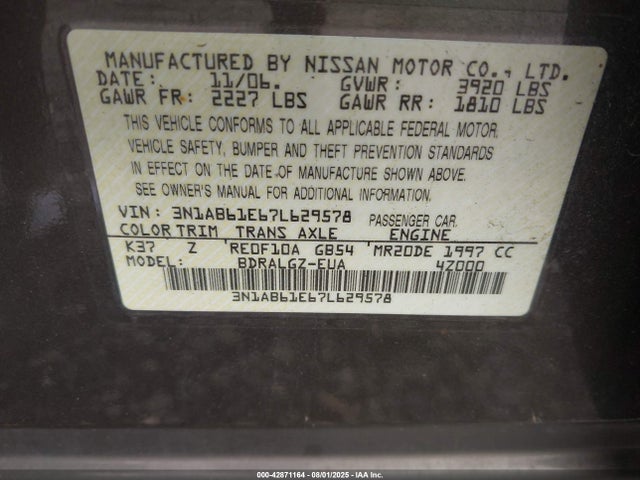 MANUFACTURED BY NISSAN MOTOR CO., LTD.
DATE: 11/06. GVWR: 3920 LBS
GAWR FR: 2227 LBS GAWR RR: 1810 LBS
THIS VEHICLE CONFORMS TO ALL APPLICABLE FEDERAL MOTOR
VEHICLE SAFETY, BUMPER AND THEFT PREVENTION STANDARDS
IN EFFECT ON THE DATE OF MANUFACTURE SHOWN ABOVE.
SEE OWNER'S MANUAL FOR ADDITIONAL INFORMATION.
VIN: 3N1AB61E67L629578 PASSENGER CAR
COLOR TRIM TRANS AXLE ENGINE
K37 Z RE0F10A GB54 MR20DE 1997 CC
MODEL: BDRALGZ-EUA 4Z000
3N1AB61E67L629578
000-42871164 - 08/01/2025 - IAA Inc.